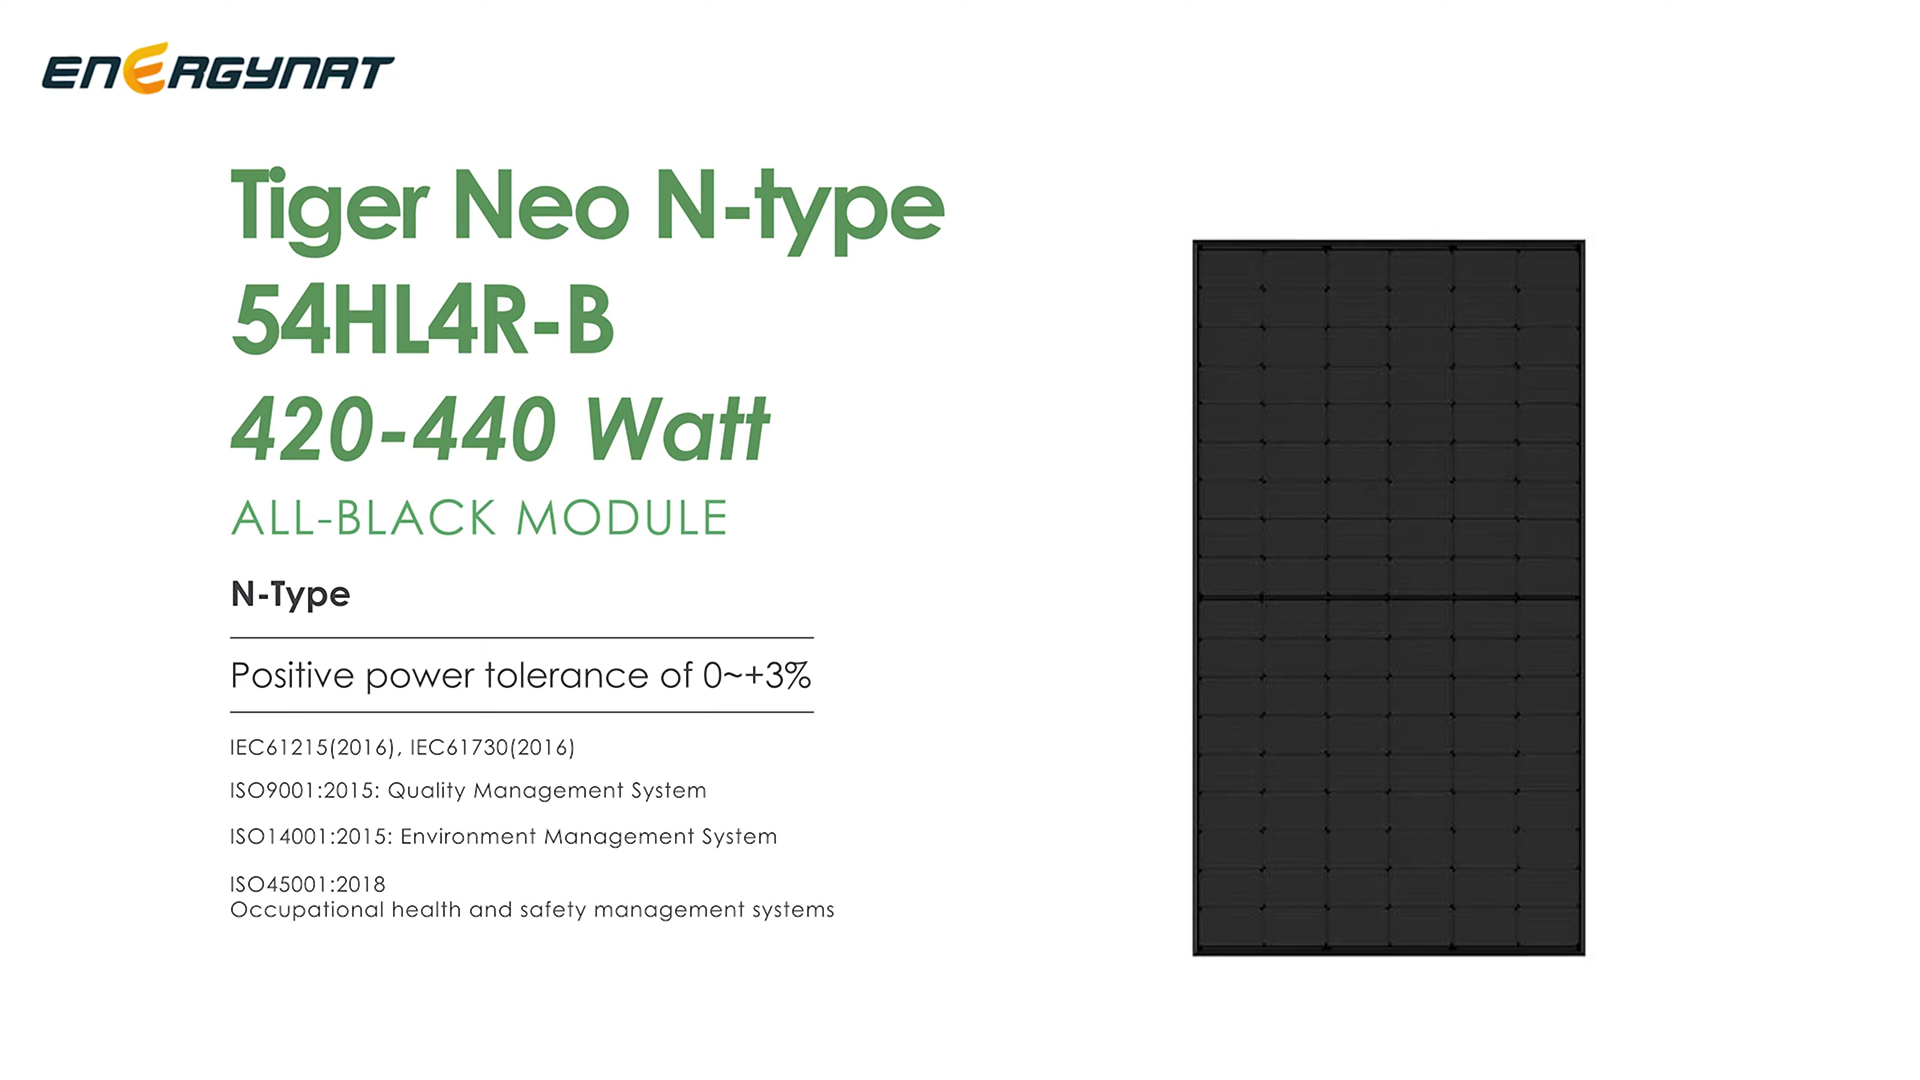 ENERGYNAT
Tiger Neo N-type
54HL4R-B
420-440 Watt
ALL-BLACK MODULE
N-Type
Positive power tolerance of 0~+3%
IEC61215(2016), IEC61730(2016)
ISO9001:2015: Quality Management System
ISO14001:2015: Environment Management System
ISO45001:2018
Occupational health and safety management systems